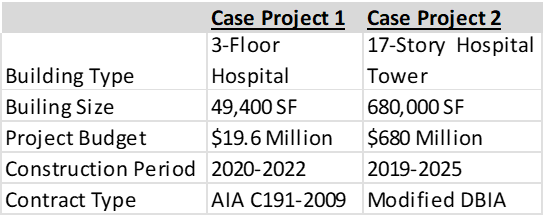 Case Project 1 Case Project 2
3-Floor 17-Story Hospital
Building Type Hospital Tower
Builing Size 49,400 SF 680,000 SF
Project Budget $19.6 Million $680 Million
Construction Period 2020-2022 2019-2025
Contract Type AIA C191-2009 Modified DBIA